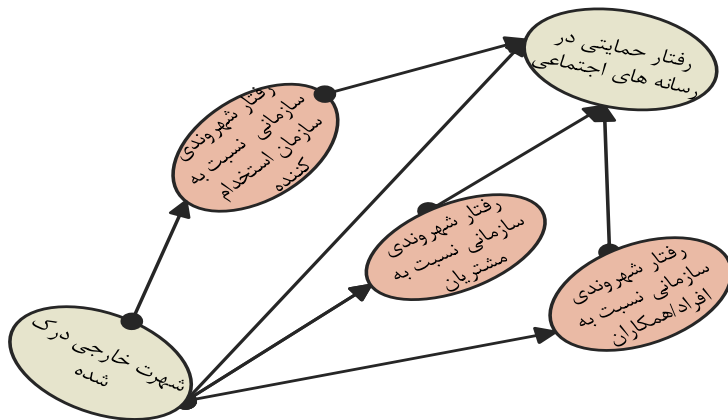 رفتار حمایتی در
رسانه های اجتماعی
رفتار شهروندی
سازمانی نسبت به
سازمان استخدام
کننده
رفتار شهروندی
سازمانی نسبت به
مشتریان
رفتار شهروندی
سازمانی نسبت به
افراد/همکاران
شهرت خارجی درک
شده